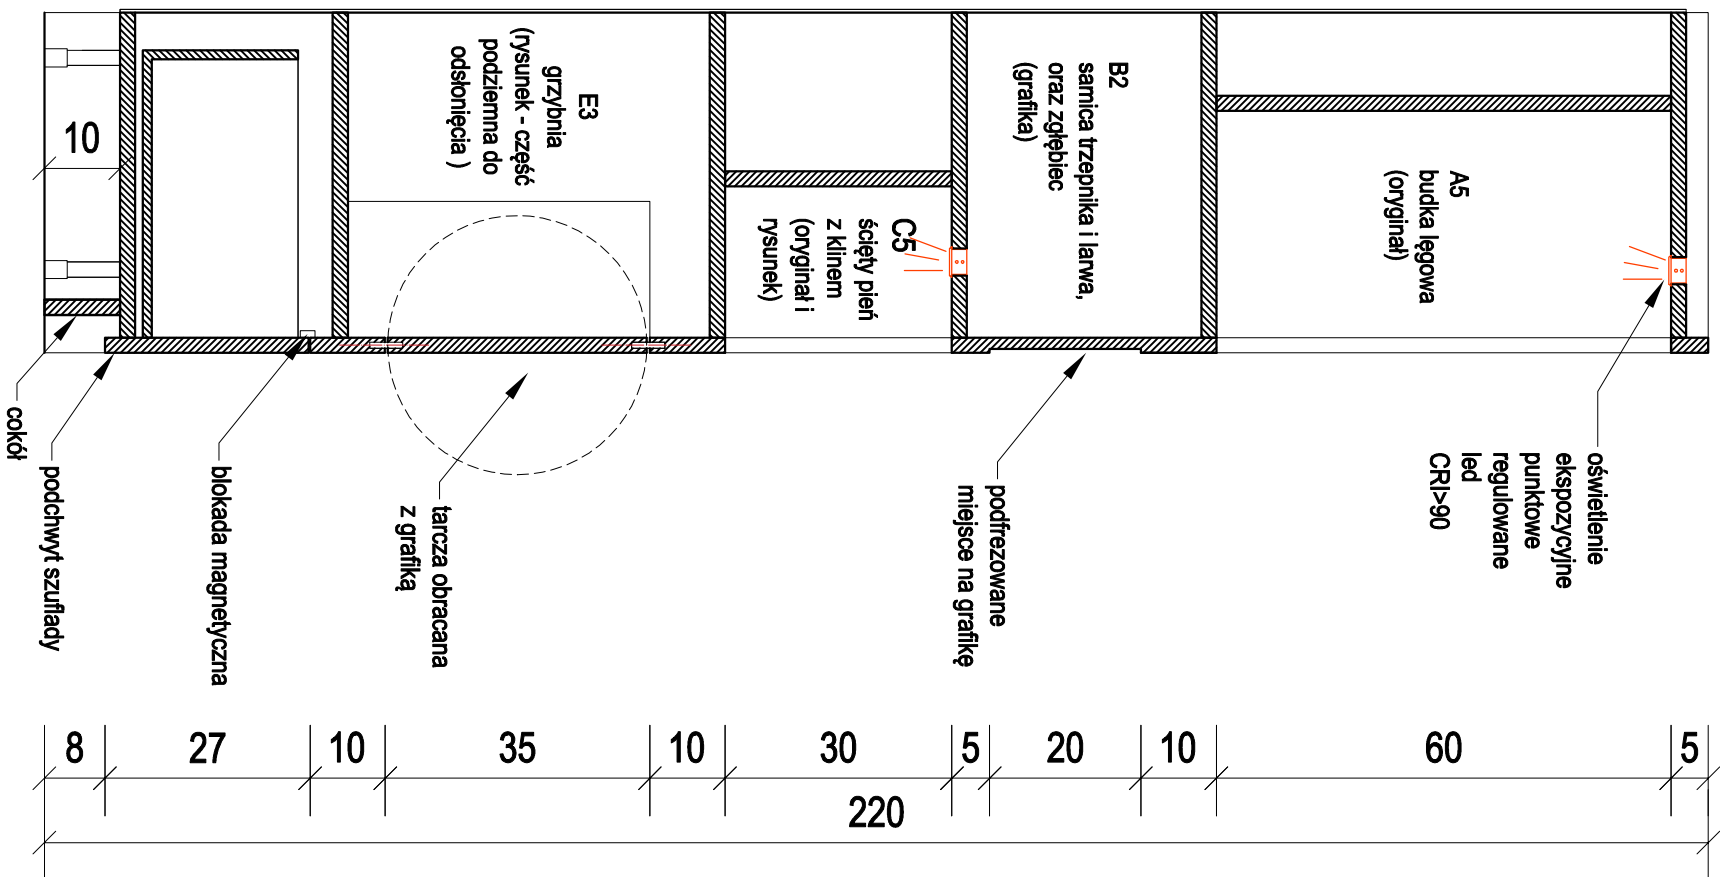 A5
budka lęgowa
(oryginał)
B2
samica trzepnika i larwa,
oraz zgłębiec
(grafika)
C5
ścięty pień
z klinem
(oryginał i
rysunek)
E3
grzybnia
(rysunek - część
podziemna do
odsłonięcia )
10
oświetlenie
ekspozycyjne
punktowe
regulowane
led
CRI>90
podfrezowane
miejsce na grafikę
tarcza obracana
z grafiką
blokada magnetyczna
podchwyt szuflady
cokół
8
27
10
35
10
30
5
20
10
60
5
220